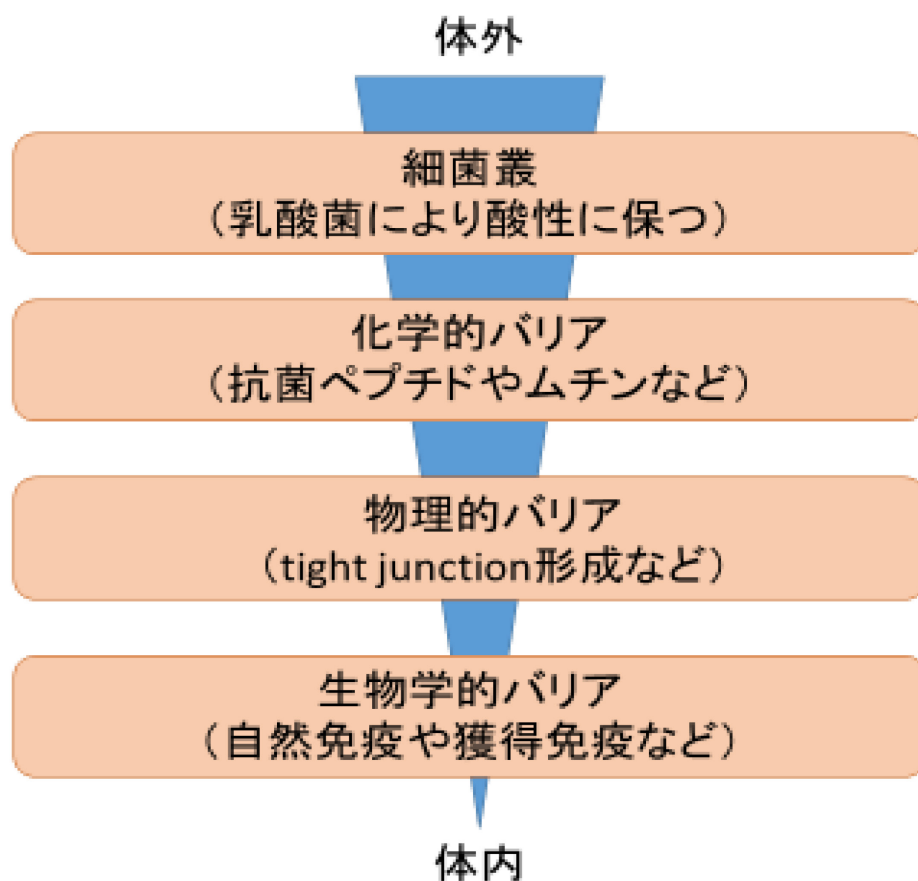 体外
細菌叢
（乳酸菌により酸性に保つ）
化学的バリア
（抗菌ペプチドやムチンなど）
物理的バリア
（tight junction形成など）
生物学的バリア
（自然免疫や獲得免疫など）
体内